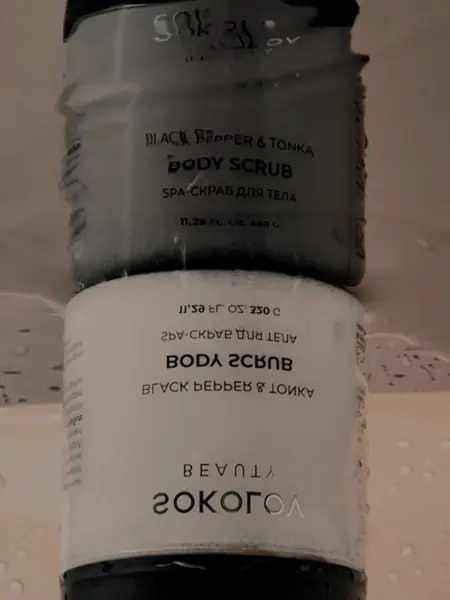 BLACK PEPPER & TONKA
BODY SCRUB
SPA-СКРАБ ДЛЯ ТЕЛА
11,29 FL. OZ. 320 G
SOKOLOV
BEAUTY
BLACK PEPPER & TONKA
BODY SCRUB
SPA-СКРАБ ДЛЯ ТЕЛА
11,29 FL. OZ. 320 G